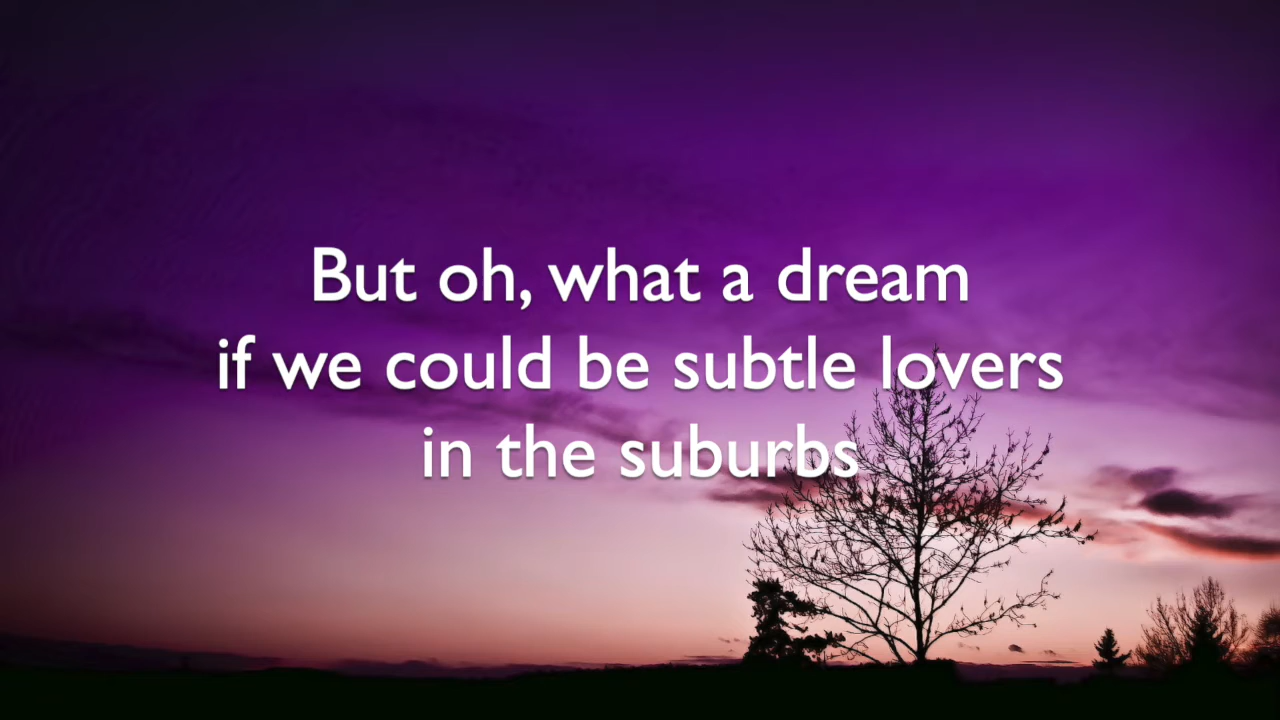 But oh, what a dream
if we could be subtle lovers
in the suburbs